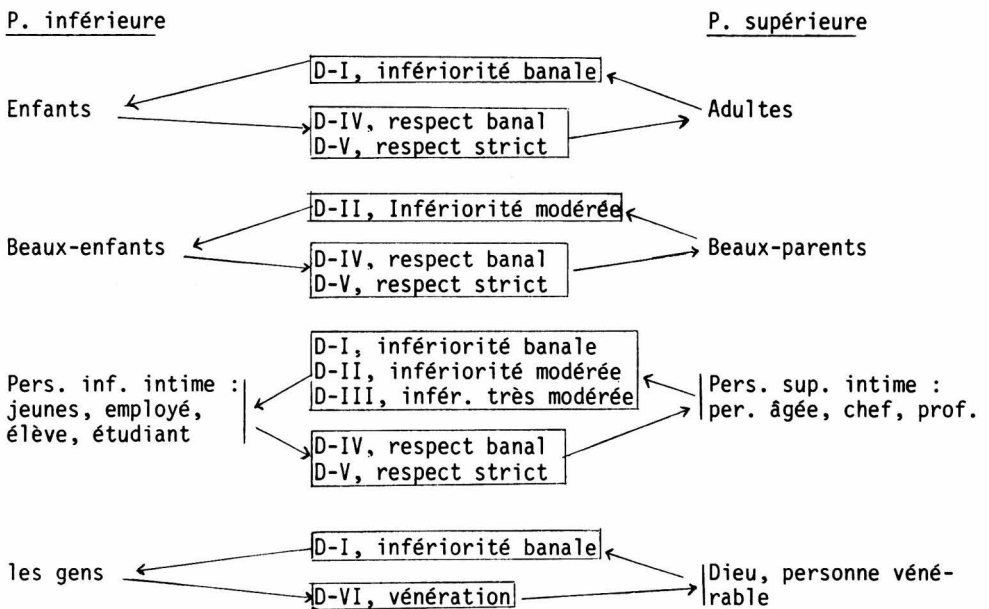 P. inférieure P. supérieure
D-I, infériorité banale
Enfants Adultes
D-IV, respect banal
D-V, respect strict
D-II, Infériorité modérée
Beaux-enfants Beaux-parents
D-IV, respect banal
D-V, respect strict
D-I, infériorité banale
D-II, infériorité modérée
D-III, infér. très modérée
Pers. inf. intime :
jeunes, employé,
élève, étudiant
Pers. sup. intime :
per. âgée, chef, prof.
D-IV, respect banal
D-V, respect strict
D-I, infériorité banale
les gens
Dieu, personne véné-
rable
D-VI, vénération